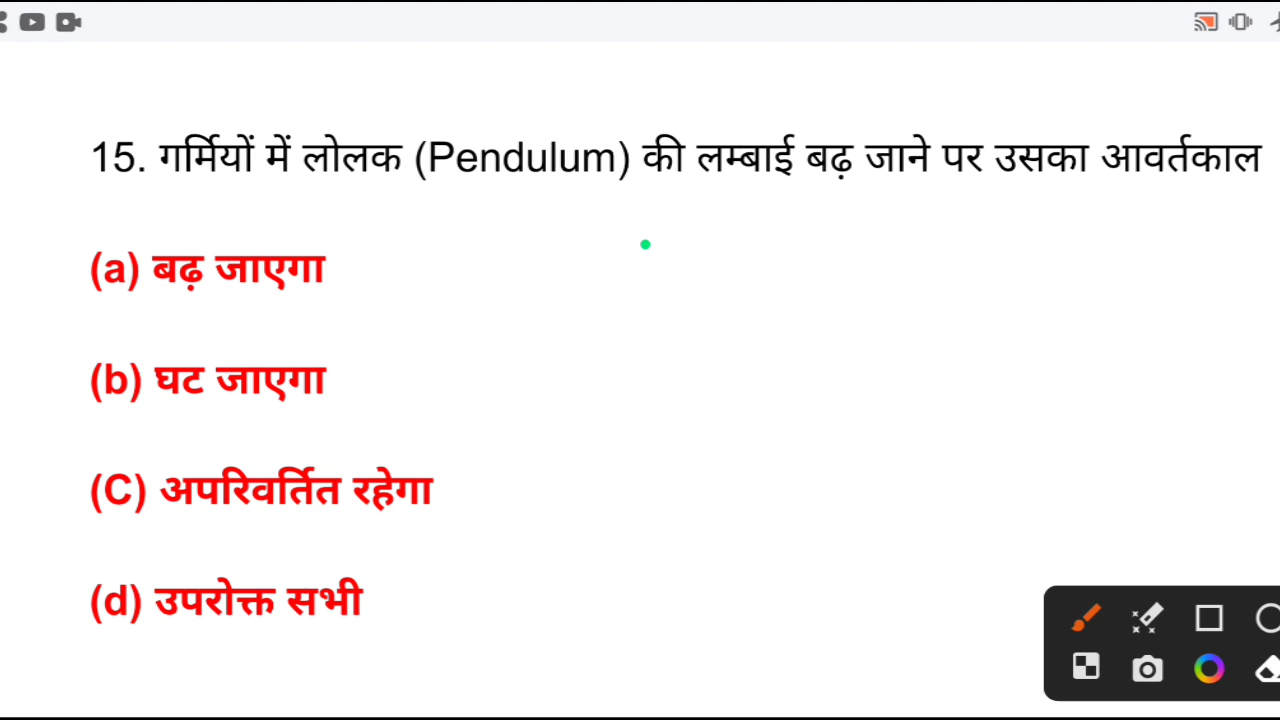 15. गर्मियों में लोलक (Pendulum) की लम्बाई बढ़ जाने पर उसका आवर्तकाल
(a) बढ़ जाएगा
(b) घट जाएगा
(C) अपरिवर्तित रहेगा
(d) उपरोक्त सभी